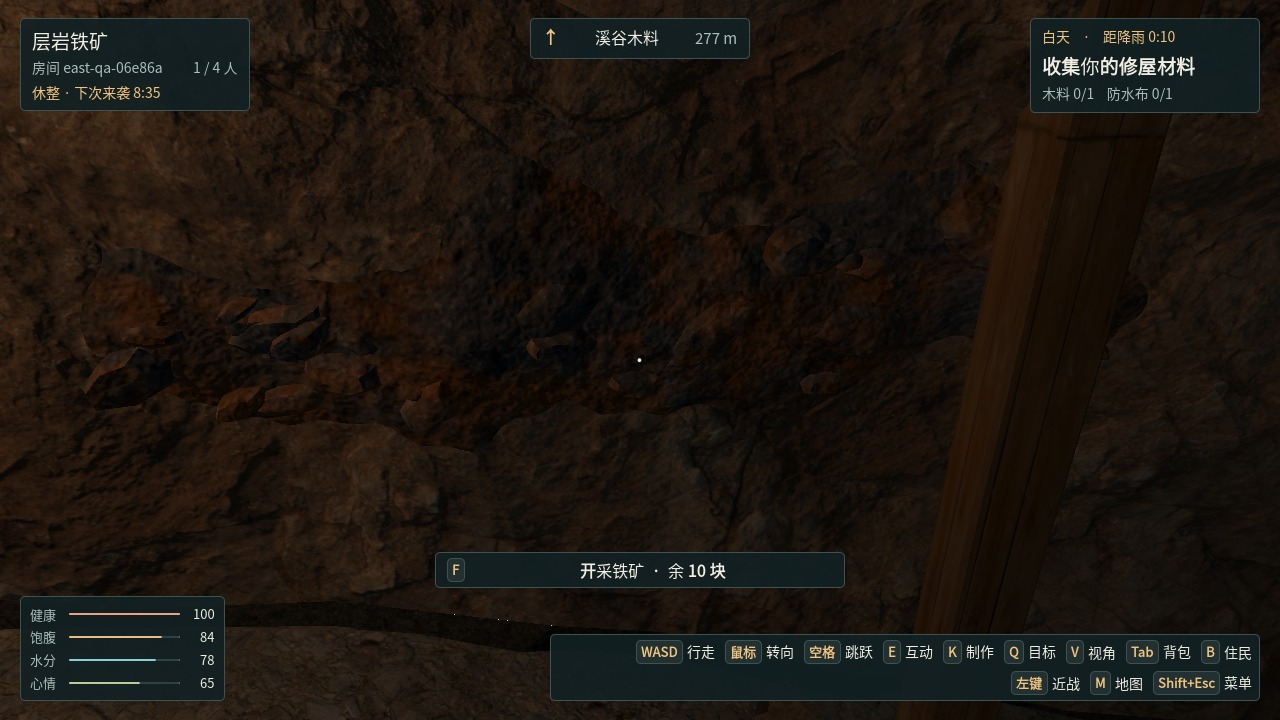 层岩铁矿
房间 east-qa-06e86a 1 / 4 人
休整 · 下次来袭 8:35
↑ 溪谷木料 277 m
白天 · 距降雨 0:10
收集你的修屋材料
木料 0/1 防水布 0/1
F 开采铁矿 · 余 10 块
健康 100
饱腹 84
水分 78
心情 65
WASD 行走 鼠标 转向 空格 跳跃 E 互动 K 制作 Q 目标 V 视角 Tab 背包 B 住民
左键 近战 M 地图 Shift+Esc 菜单